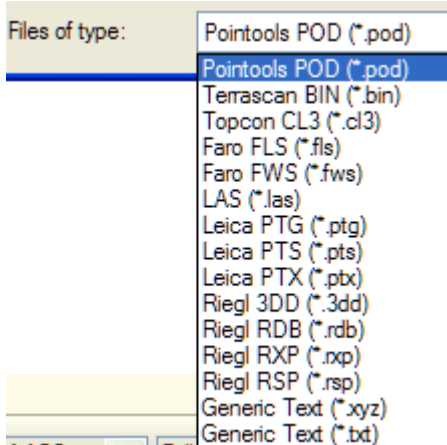 Files of type: Pointools POD (*.pod)
Pointools POD (*.pod)
Terrascan BIN (*.bin)
Topcon CL3 (*.cl3)
Faro FLS (*.fls)
Faro FWS (*.fws)
LAS (*.las)
Leica PTG (*.ptg)
Leica PTS (*.pts)
Leica PTX (*.ptx)
Riegl 3DD (*.3dd)
Riegl RDB (*.rdb)
Riegl RXP (*.rxp)
Riegl RSP (*.rsp)
Generic Text (*.xyz)
Generic Text (*.txt)